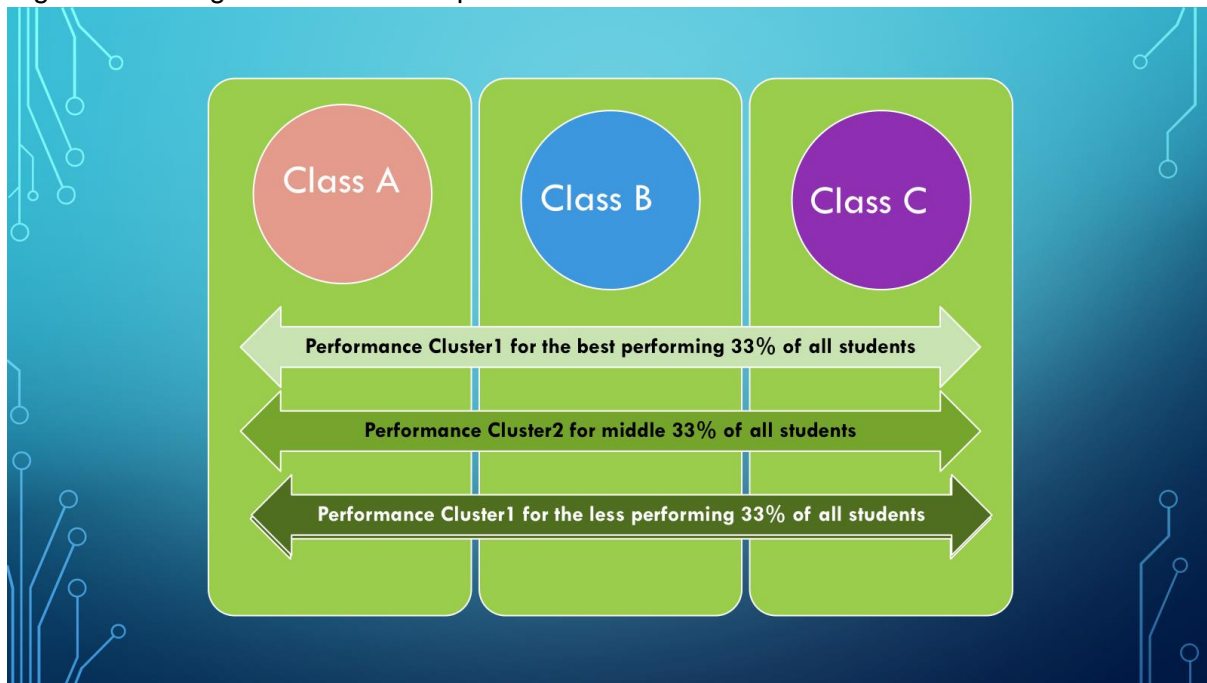 Class A
Class B
Class C
Performance Cluster1 for the best performing 33% of all students
Performance Cluster2 for middle 33% of all students
Performance Cluster1 for the less performing 33% of all students